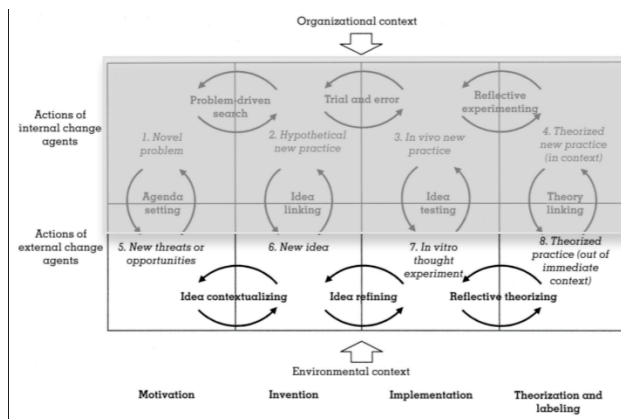 Organizational context
Actions of
internal change
agents
Problem-driven
search
Trial and error
Reflective
experimenting
1. Novel
problem
2. Hypothetical
new practice
3. In vivo new
practice
4. Theorized
new practice
(in context)
Agenda
setting
Idea
linking
Idea
testing
Theory
linking
Actions of
external change
agents
5. New threats or
opportunities
6. New idea
7. In vitro
thought
experiment
8. Theorized
practice (out of
immediate
context)
Idea contextualizing
Idea refining
Reflective theorizing
Environmental context
Motivation
Invention
Implementation
Theorization and
labeling